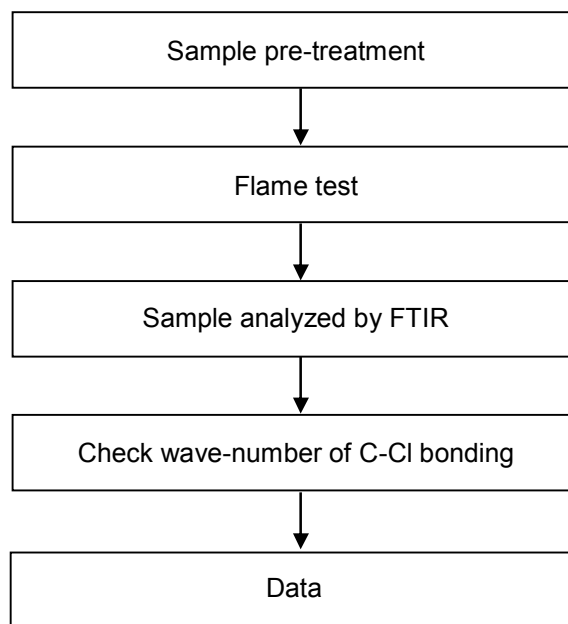 Sample pre-treatment
Flame test
Sample analyzed by FTIR
Check wave-number of C-Cl bonding
Data